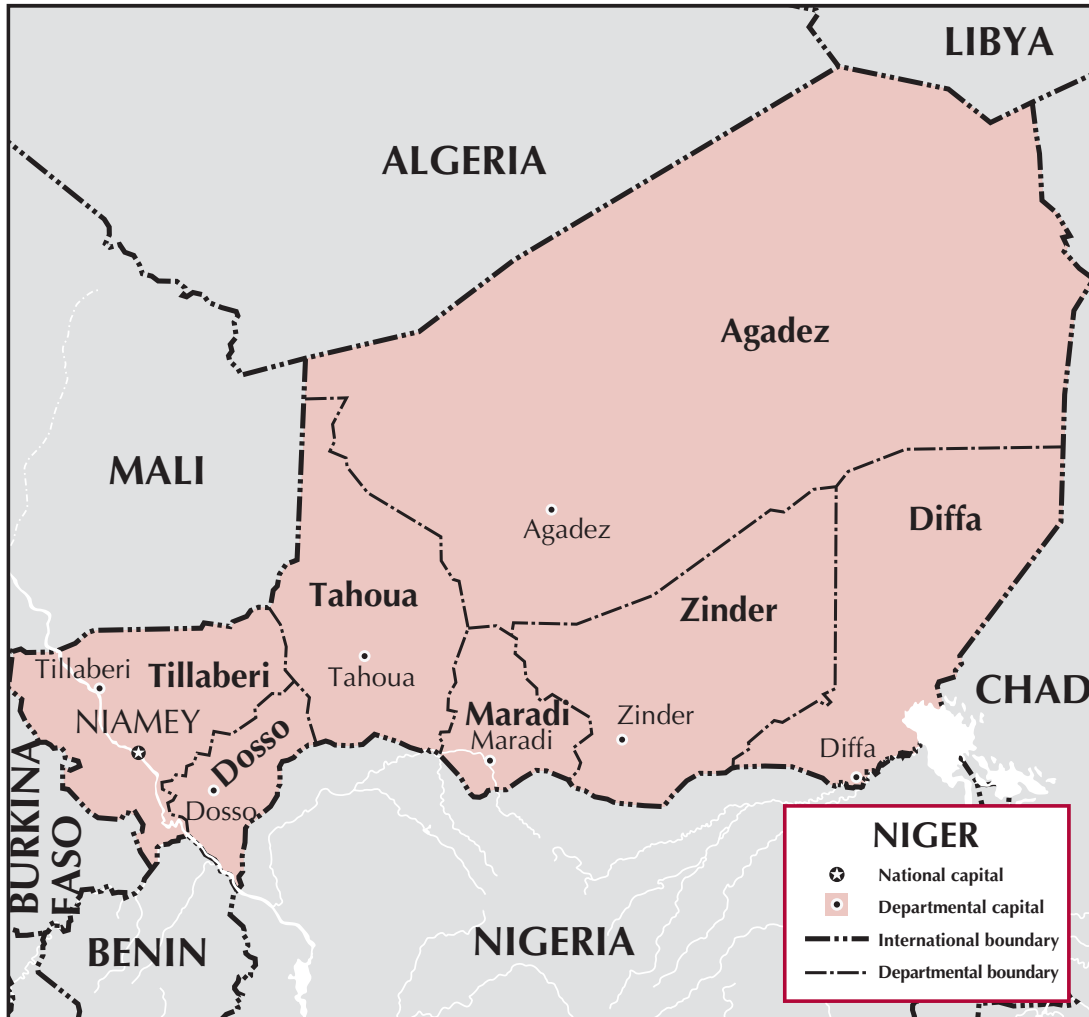 LIBYA
ALGERIA
Agadez
MALI
Agadez
Diffa
Tahoua
Zinder
Tillaberi
Tillaberi
Tahoua
CHAD
NIAMEY
Maradi
Maradi
Zinder
Dosso
Diffa
Dosso
BURKINA
FASO
BENIN
NIGERIA
NIGER
National capital
Departmental capital
International boundary
Departmental boundary